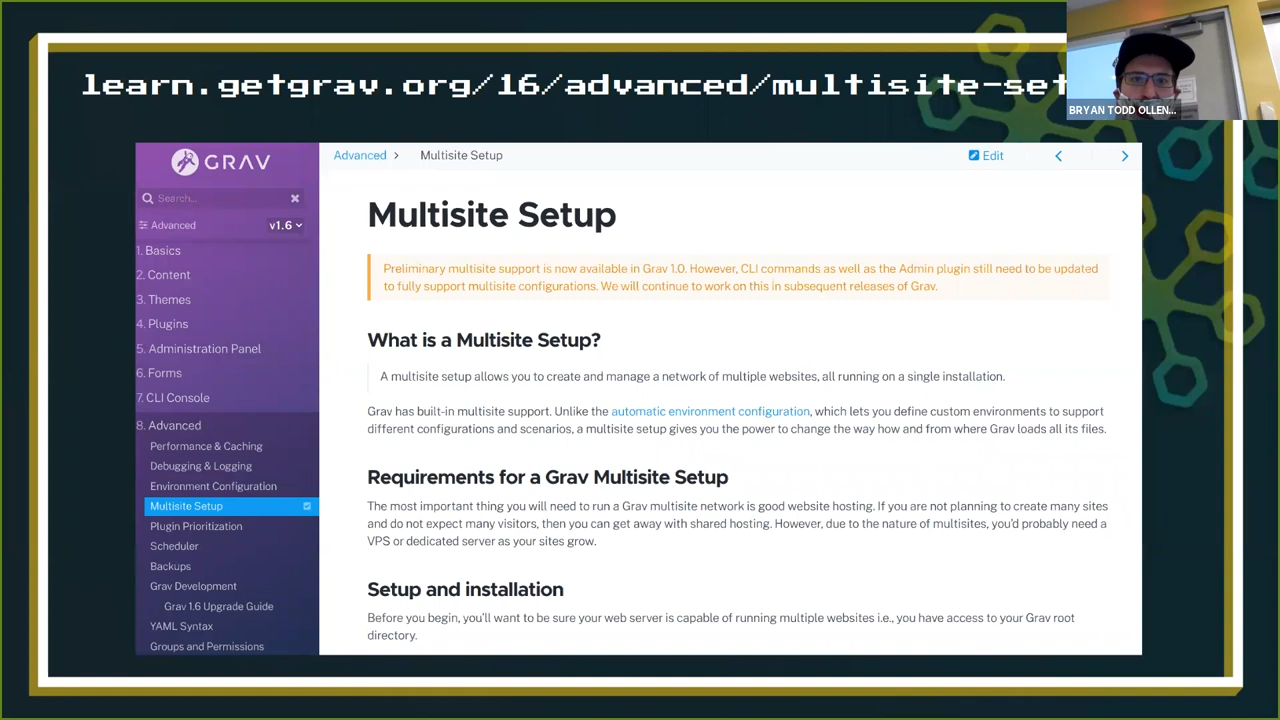 learn.getgrav.org/16/advanced/multisite-set
BRYAN TODD OLLEN...
GRAV
Search...
Advanced
v1.6
1. Basics
2. Content
3. Themes
4. Plugins
5. Administration Panel
6. Forms
7. CLI Console
8. Advanced
Performance & Caching
Debugging & Logging
Environment Configuration
Multisite Setup
Plugin Prioritization
Scheduler
Backups
Grav Development
Grav 1.6 Upgrade Guide
YAML Syntax
Groups and Permissions
Advanced > Multisite Setup
Edit
Multisite Setup
Preliminary multisite support is now available in Grav 1.0. However, CLI commands as well as the Admin plugin still need to be updated
to fully support multisite configurations. We will continue to work on this in subsequent releases of Grav.
What is a Multisite Setup?
A multisite setup allows you to create and manage a network of multiple websites, all running on a single installation.
Grav has built-in multisite support. Unlike the automatic environment configuration, which lets you define custom environments to support
different configurations and scenarios, a multisite setup gives you the power to change the way how and from where Grav loads all its files.
Requirements for a Grav Multisite Setup
The most important thing you will need to run a Grav multisite network is good website hosting. If you are not planning to create many sites
and do not expect many visitors, then you can get away with shared hosting. However, due to the nature of multisites, you'd probably need a
VPS or dedicated server as your sites grow.
Setup and installation
Before you begin, you'll want to be sure your web server is capable of running multiple websites i.e., you have access to your Grav root
directory.